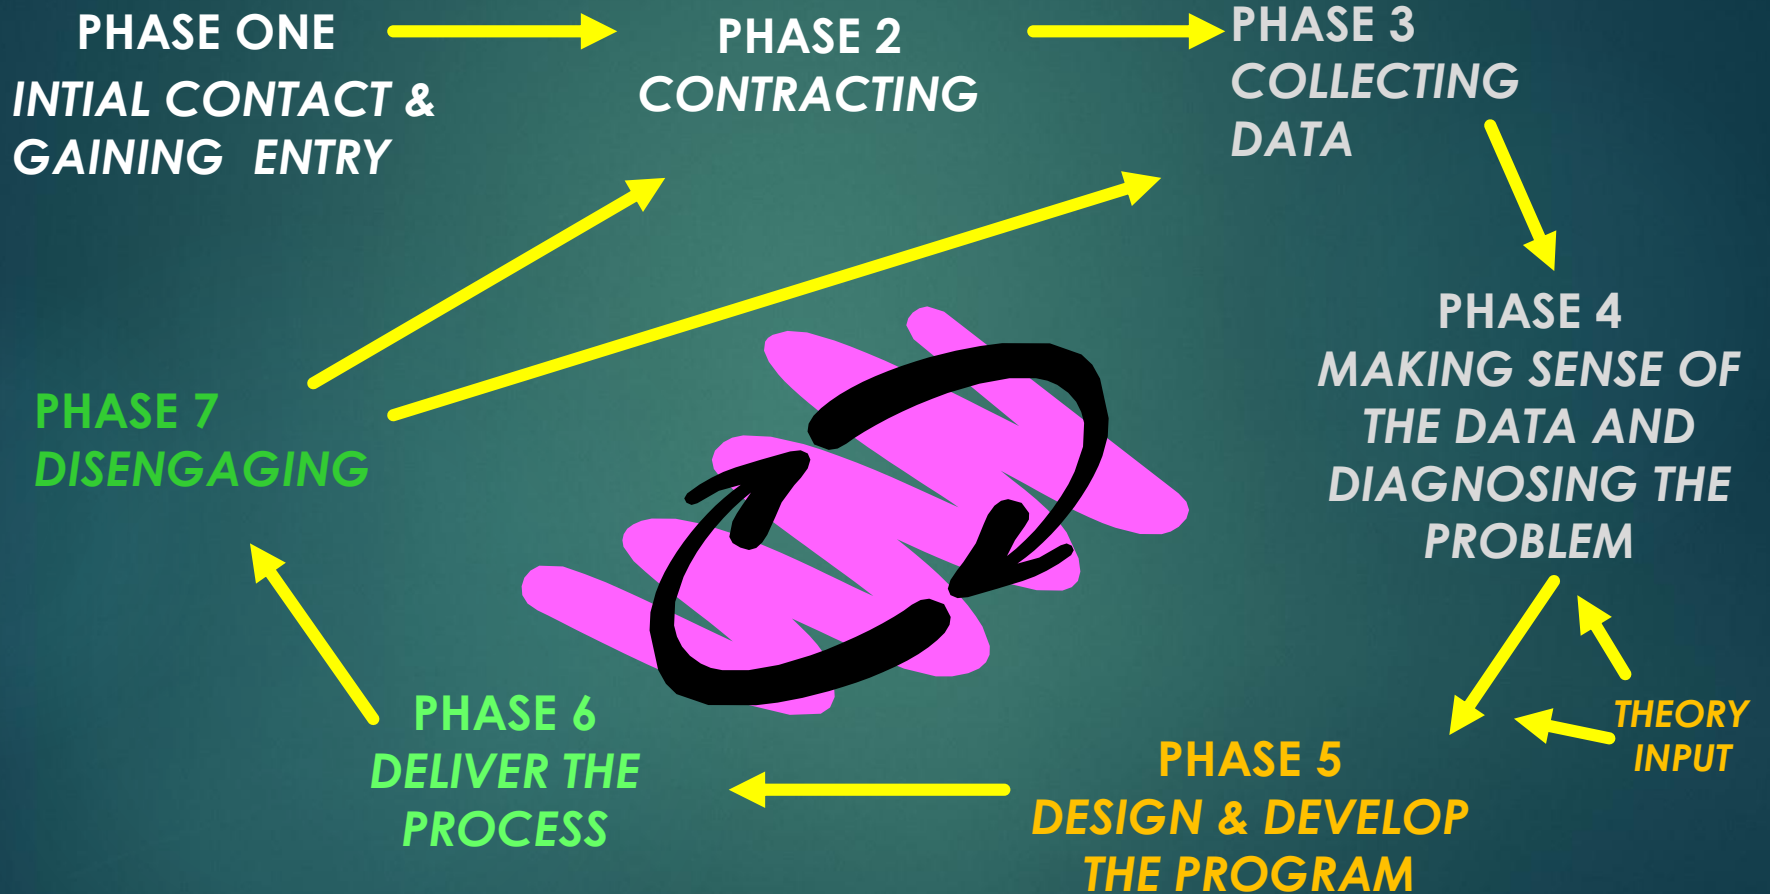 PHASE ONE
INTIAL CONTACT &
GAINING ENTRY
PHASE 2
CONTRACTING
PHASE 3
COLLECTING
DATA
PHASE 4
MAKING SENSE OF
THE DATA AND
DIAGNOSING THE
PROBLEM
THEORY
INPUT
PHASE 5
DESIGN & DEVELOP
THE PROGRAM
PHASE 6
DELIVER THE
PROCESS
PHASE 7
DISENGAGING